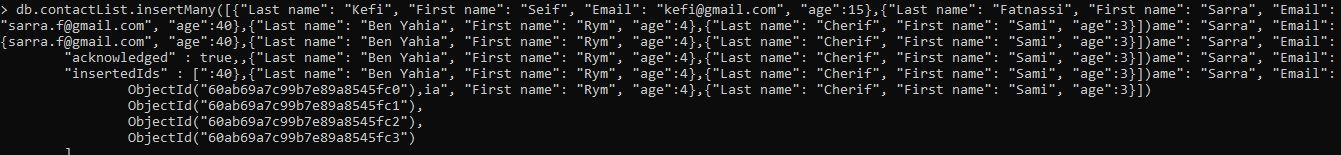 > db.contactList.insertMany([{"Last name": "Kefi", "First name": "Seif", "Email": "kefi@gmail.com", "age":15},{"Last name": "Fatnassi", "First name": "Sarra", "Email":
"sarra.f@gmail.com", "age":40},{"Last name": "Ben Yahia", "First name": "Rym", "age":4},{"Last name": "Cherif", "First name": "Sami", "age":3}])ame": "Sarra", "Email":
{sarra.f@gmail.com", "age":40},{"Last name": "Ben Yahia", "First name": "Rym", "age":4},{"Last name": "Cherif", "First name": "Sami", "age":3}])ame": "Sarra", "Email":
"acknowledged" : true,,{"Last name": "Ben Yahia", "First name": "Rym", "age":4},{"Last name": "Cherif", "First name": "Sami", "age":3}])ame": "Sarra", "Email":
"insertedIds" : [":40},{"Last name": "Ben Yahia", "First name": "Rym", "age":4},{"Last name": "Cherif", "First name": "Sami", "age":3}])ame": "Sarra", "Email":
ObjectId("60ab69a7c99b7e89a8545fc0"),ia", "First name": "Rym", "age":4},{"Last name": "Cherif", "First name": "Sami", "age":3}])
ObjectId("60ab69a7c99b7e89a8545fc1"),
ObjectId("60ab69a7c99b7e89a8545fc2"),
ObjectId("60ab69a7c99b7e89a8545fc3")
]